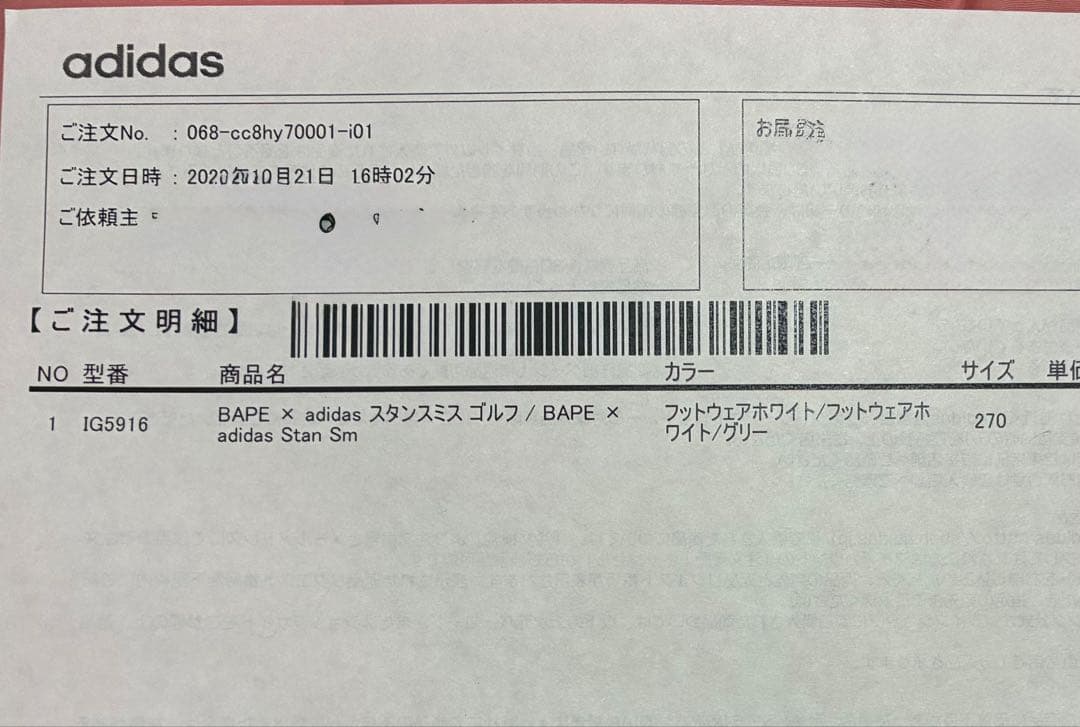 adidas
ご注文No. : 068-cc8hy70001-i01
ご注文日時 : 2020年10月21日 16時02分
ご依頼主
お届
【ご注文明細】
NO 型番 商品名 カラー サイズ 単価
1 IG5916 BAPE × adidas スタンスミス ゴルフ / BAPE × adidas Stan Sm フットウェアホワイト/フットウェアホワイト/グリー 270